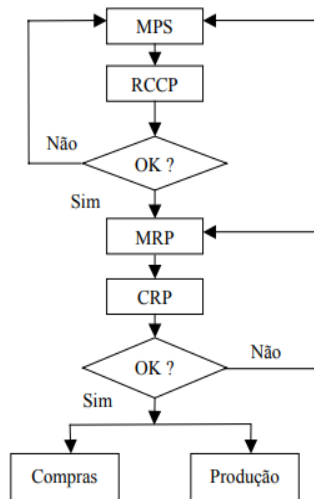 MPS
RCCP
Não
OK ?
Sim
MRP
CRP
OK ?
Não
Sim
Compras
Produção